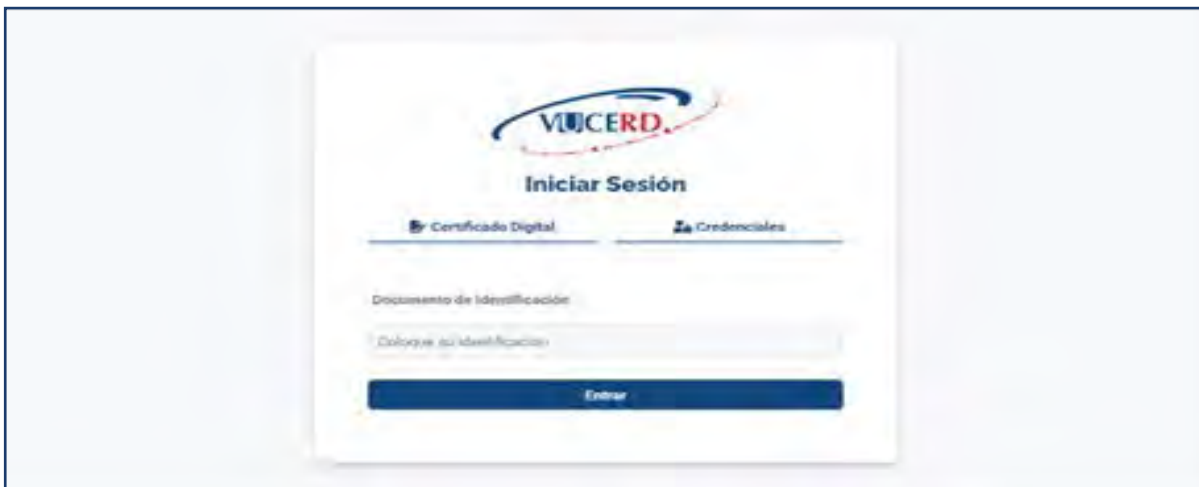 VUCERD
Iniciar Sesión
Certificado Digital Credenciales
Documento de Identificación
Coloque su identificación
Entrar